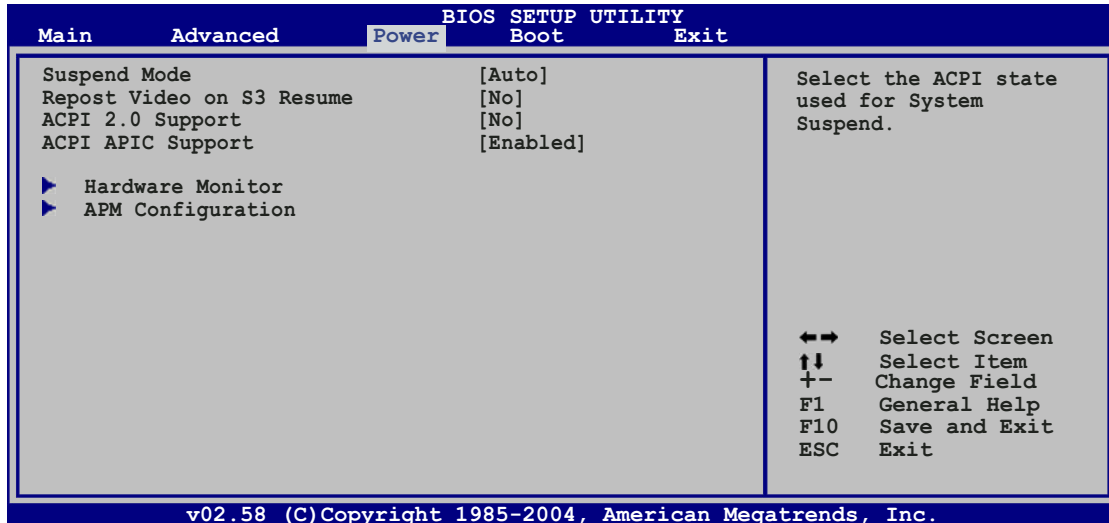 BIOS SETUP UTILITY
Main Advanced Power Boot Exit
Suspend Mode [Auto]
Repost Video on S3 Resume [No]
ACPI 2.0 Support [No]
ACPI APIC Support [Enabled]
Hardware Monitor
APM Configuration
Select the ACPI state
used for System
Suspend.
←→ Select Screen
↑↓ Select Item
+- Change Field
F1 General Help
F10 Save and Exit
ESC Exit
v02.58 (C)Copyright 1985-2004, American Megatrends, Inc.